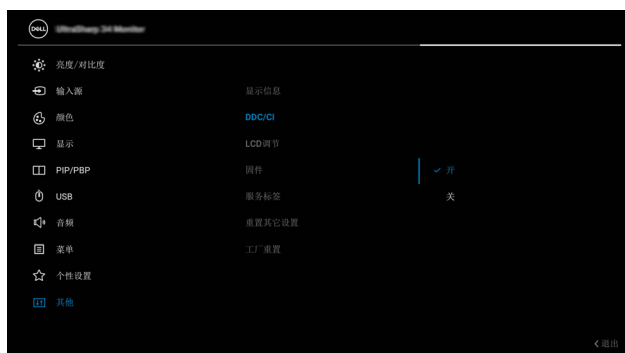 DELL
UltraSharp 34 Monitor
亮度/对比度
输入源
显示信息
颜色
DDC/CI
显示
LCD调节
PIP/PBP
固件
✓ 开
USB
服务标签
关
音频
重置其它设置
菜单
工厂重置
个性设置
其他
退出